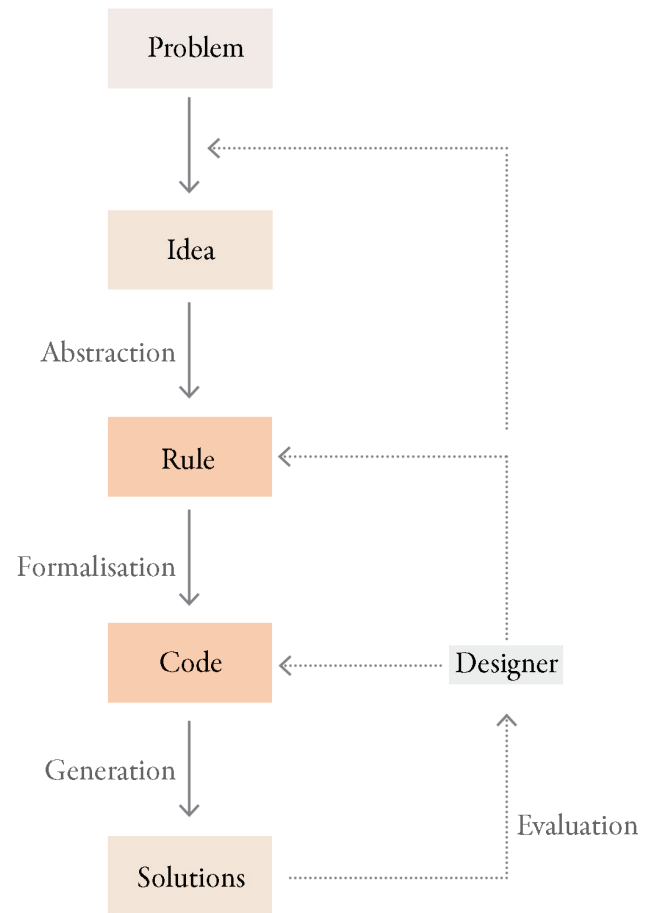 Problem
Idea
Abstraction
Rule
Formalisation
Code
Designer
Generation
Evaluation
Solutions